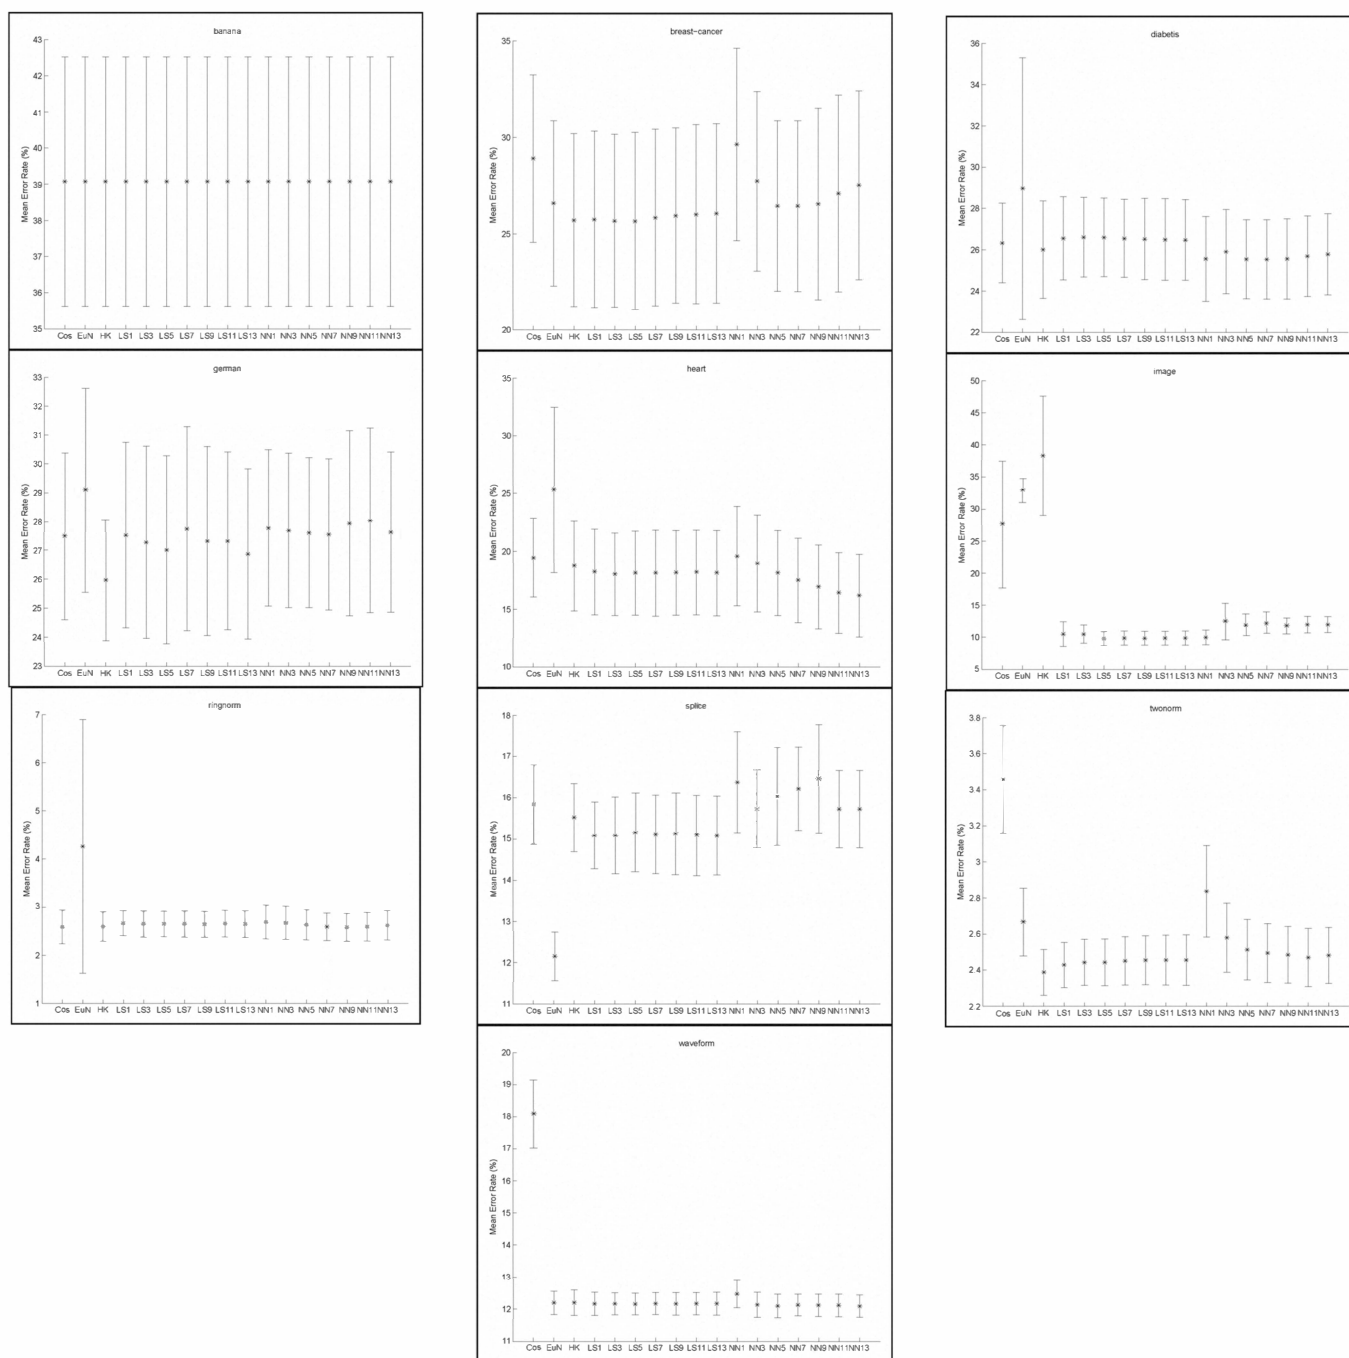 banana
Mean Error Rate (%)
43
42
41
40
39
38
37
36
35
Cos EuN HK LS1 LS3 LS5 LS7 LS9 LS11 LS13 NN1 NN3 NN5 NN7 NN9 NN11 NN13
breast-cancer
Mean Error Rate (%)
35
30
25
20
Cos EuN HK LS1 LS3 LS5 LS7 LS9 LS11 LS13 NN1 NN3 NN5 NN7 NN9 NN11 NN13
diabetis
Mean Error Rate (%)
36
34
32
30
28
26
24
22
Cos EuN HK LS1 LS3 LS5 LS7 LS9 LS11 LS13 NN1 NN3 NN5 NN7 NN9 NN11 NN13
german
Mean Error Rate (%)
33
32
31
30
29
28
27
26
25
24
23
Cos EuN HK LS1 LS3 LS5 LS7 LS9 LS11 LS13 NN1 NN3 NN5 NN7 NN9 NN11 NN13
heart
Mean Error Rate (%)
35
30
25
20
15
10
Cos EuN HK LS1 LS3 LS5 LS7 LS9 LS11 LS13 NN1 NN3 NN5 NN7 NN9 NN11 NN13
image
Mean Error Rate (%)
50
45
40
35
30
25
20
15
10
5
Cos EuN HK LS1 LS3 LS5 LS7 LS9 LS11 LS13 NN1 NN3 NN5 NN7 NN9 NN11 NN13
ringnorm
Mean Error Rate (%)
7
6
5
4
3
2
1
Cos EuN HK LS1 LS3 LS5 LS7 LS9 LS11 LS13 NN1 NN3 NN5 NN7 NN9 NN11 NN13
splice
Mean Error Rate (%)
18
17
16
15
14
13
12
11
Cos EuN HK LS1 LS3 LS5 LS7 LS9 LS11 LS13 NN1 NN3 NN5 NN7 NN9 NN11 NN13
twonorm
Mean Error Rate (%)
3.8
3.6
3.4
3.2
3
2.8
2.6
2.4
2.2
Cos EuN HK LS1 LS3 LS5 LS7 LS9 LS11 LS13 NN1 NN3 NN5 NN7 NN9 NN11 NN13
waveform
Mean Error Rate (%)
20
19
18
17
16
15
14
13
12
11
Cos EuN HK LS1 LS3 LS5 LS7 LS9 LS11 LS13 NN1 NN3 NN5 NN7 NN9 NN11 NN13